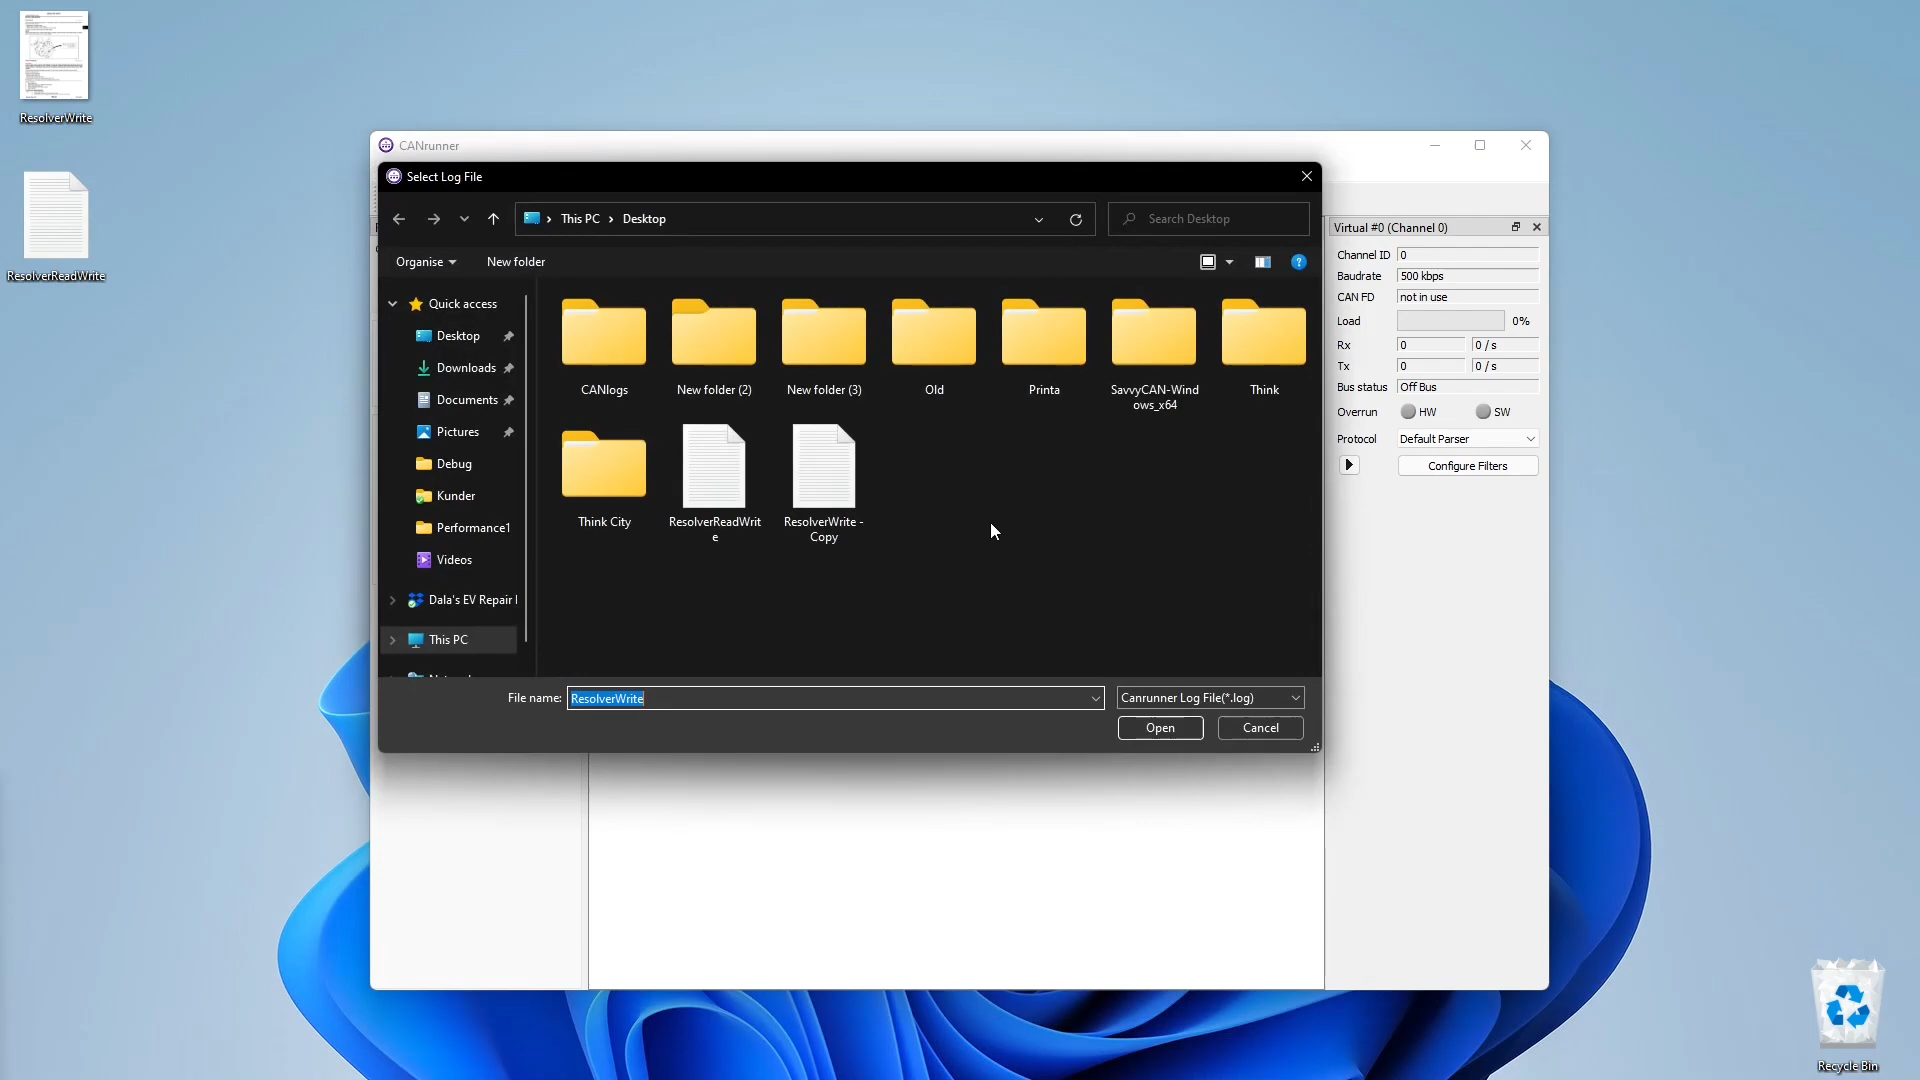 ResolverWrite
ResolverReadWrite
CANrunner
Select Log File
This PC
Desktop
Search Desktop
Organise
New folder
Quick access
Desktop
Downloads
Documents
Pictures
Debug
Kunder
Performance1
Videos
Dala's EV Repair
This PC
CANlogs
New folder (2)
New folder (3)
Old
Printa
SavvyCAN-Wind
ows_x64
Think
Think City
ResolverReadWrit
e
ResolverWrite -
Copy
File name:
ResolverWrite
Canrunner Log File(*.log)
Open
Cancel
Virtual #0 (Channel 0)
Channel ID 0
Baudrate 500 kbps
CAN FD not in use
Load 0%
Rx 0 0 / s
Tx 0 0 / s
Bus status Off Bus
Overrun HW SW
Protocol Default Parser
Configure Filters
Recycle Bin